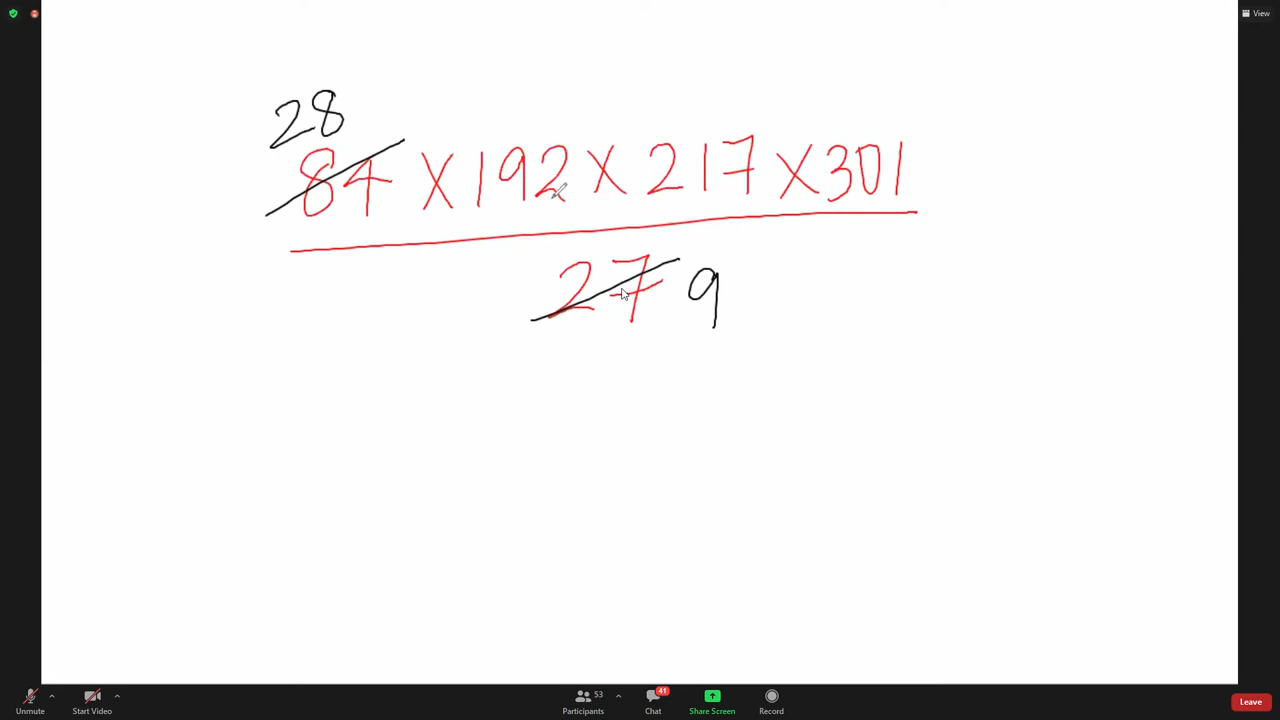 View
28
84 X 192 X 217 X 301
27 9
53
41
Unmute
Start Video
Participants
Chat
Share Screen
Record
Leave